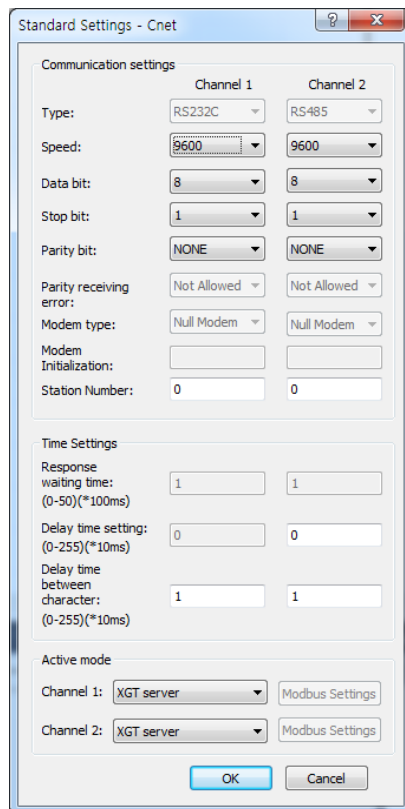 Standard Settings - Cnet
Communication settings
Channel 1 Channel 2
Type: RS232C RS485
Speed: 9600 9600
Data bit: 8 8
Stop bit: 1 1
Parity bit: NONE NONE
Parity receiving
error: Not Allowed Not Allowed
Modem type: Null Modem Null Modem
Modem
Initialization:
Station Number: 0 0
Time Settings
Response
waiting time: 1 1
(0-50)(*100ms)
Delay time setting: 0 0
(0-255)(*10ms)
Delay time
between
character: 1 1
(0-255)(*10ms)
Active mode
Channel 1: XGT server Modbus Settings
Channel 2: XGT server Modbus Settings
OK Cancel